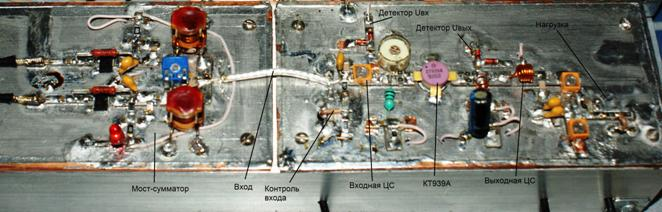 Детектор Uвх
Детектор Uвых
Нагрузка
Мост-сумматор
Вход
Контроль
входа
Входная ЦС
КТ939А
Выходная ЦС